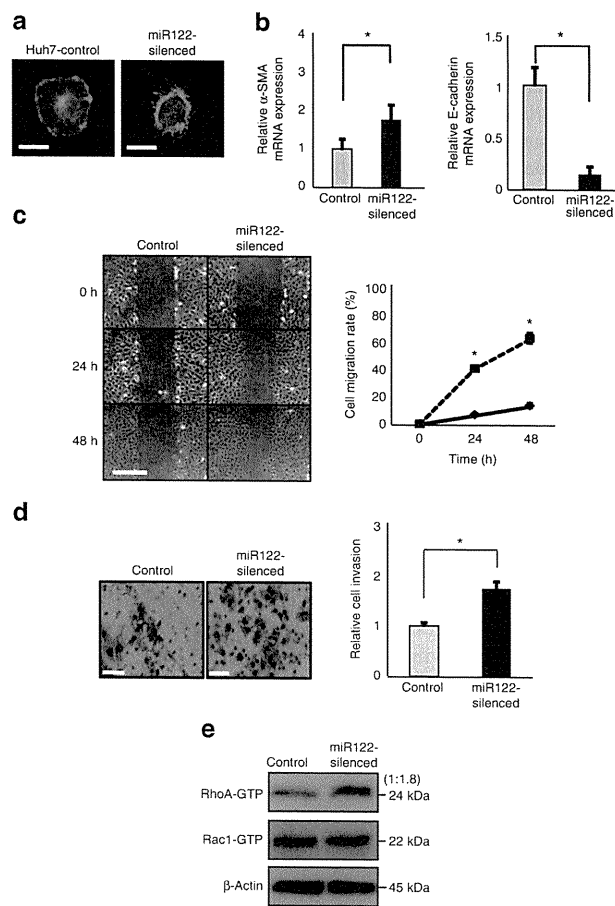 a
Huh7-control
miR122-
silenced
b
Relative α-SMA
mRNA expression
4
3
2
1
0
*
Control
miR122-
silenced
Relative E-cadherin
mRNA expression
1.5
1
0.5
0
*
Control
miR122-
silenced
c
Control
miR122-
silenced
0 h
24 h
48 h
Cell migration rate (%)
100
80
60
40
20
0
*
*
0
24
48
Time (h)
d
Control
miR122-
silenced
Relative cell invasion
3
2
1
0
*
Control
miR122-
silenced
e
Control
miR122-
silenced
(1:1.8)
RhoA-GTP
24 kDa
Rac1-GTP
22 kDa
β-Actin
45 kDa